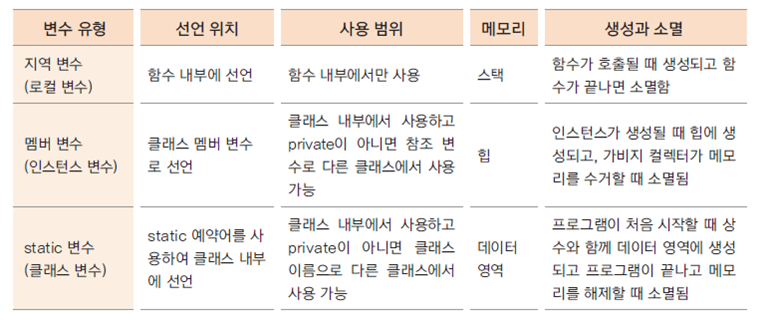 변수 유형
선언 위치
사용 범위
메모리
생성과 소멸
지역 변수
(로컬 변수)
함수 내부에 선언
함수 내부에서만 사용
스택
함수가 호출될 때 생성되고 함
수가 끝나면 소멸함
멤버 변수
(인스턴스 변수)
클래스 멤버 변수
로 선언
클래스 내부에서 사용하고
private이 아니면 참조 변
수로 다른 클래스에서 사용
가능
힙
인스턴스가 생성될 때 힙에 생
성되고, 가비지 컬렉터가 메모
리를 수거할 때 소멸됨
static 변수
(클래스 변수)
static 예약어를 사
용하여 클래스 내부
에 선언
클래스 내부에서 사용하고
private이 아니면 클래스
이름으로 다른 클래스에서
사용 가능
데이터
영역
프로그램이 처음 시작할 때 상
수와 함께 데이터 영역에 생성
되고 프로그램이 끝나고 메모
리를 해제할 때 소멸됨